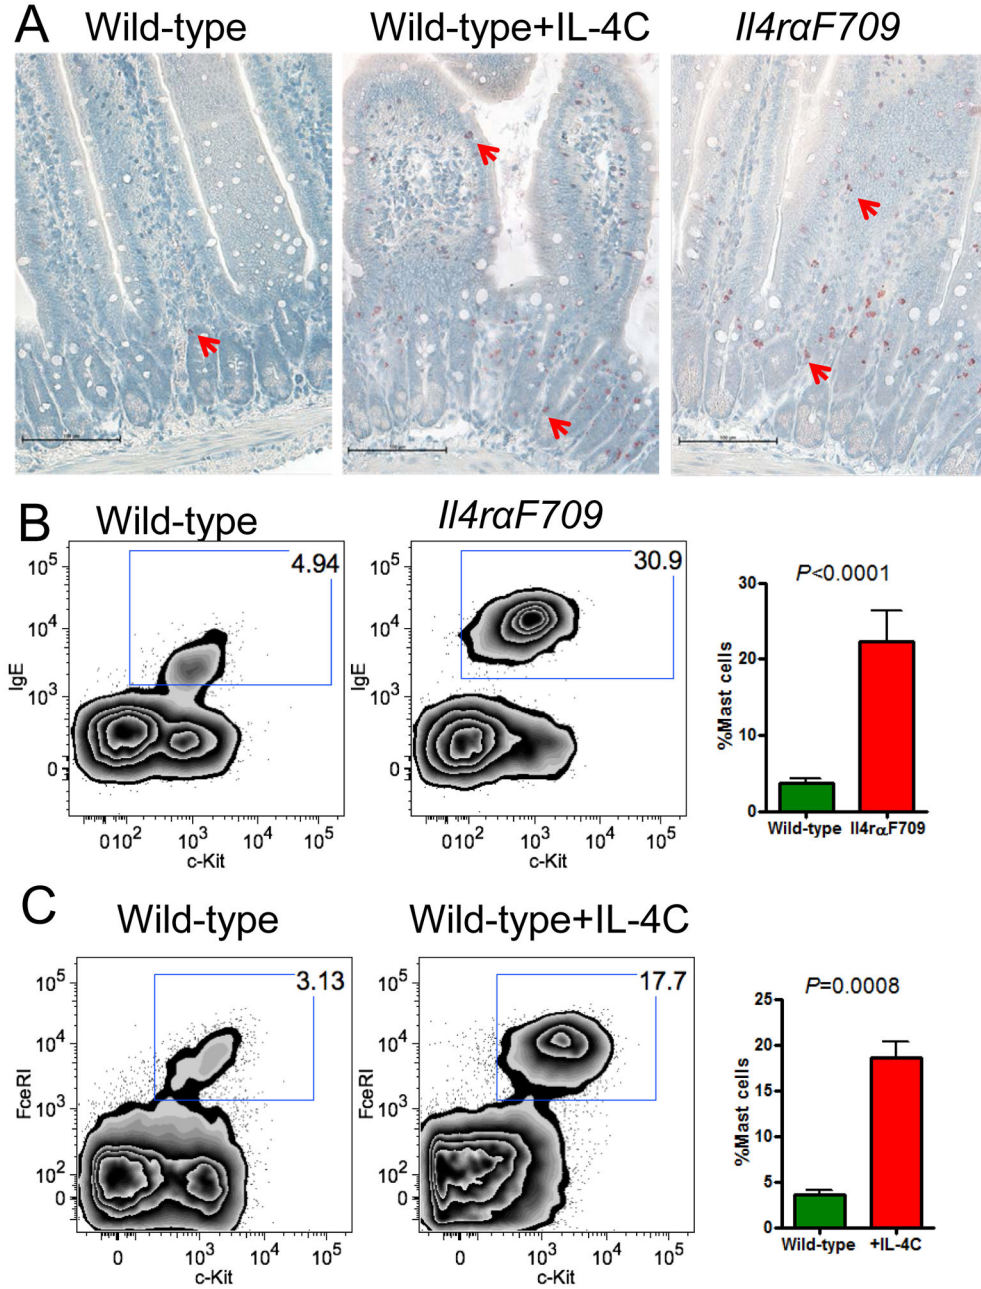 A
Wild-type
Wild-type+IL-4C
Il4rαF709
B
Wild-type
Il4rαF709
4.94
10⁵
10⁴
10³
0
IgE
010² 10³ 10⁴ 10⁵
c-Kit
30.9
10⁵
10⁴
10³
0
IgE
010² 10³ 10⁴ 10⁵
c-Kit
P<0.0001
30
20
10
0
%Mast cells
Wild-type Il4rαF709
C
Wild-type
Wild-type+IL-4C
3.13
10⁵
10⁴
10³
10²
0
FceRI
0 10³ 10⁴ 10⁵
c-Kit
17.7
10⁵
10⁴
10³
10²
0
FceRI
0 10³ 10⁴ 10⁵
c-Kit
P=0.0008
25
20
15
10
5
0
%Mast cells
Wild-type +IL-4C